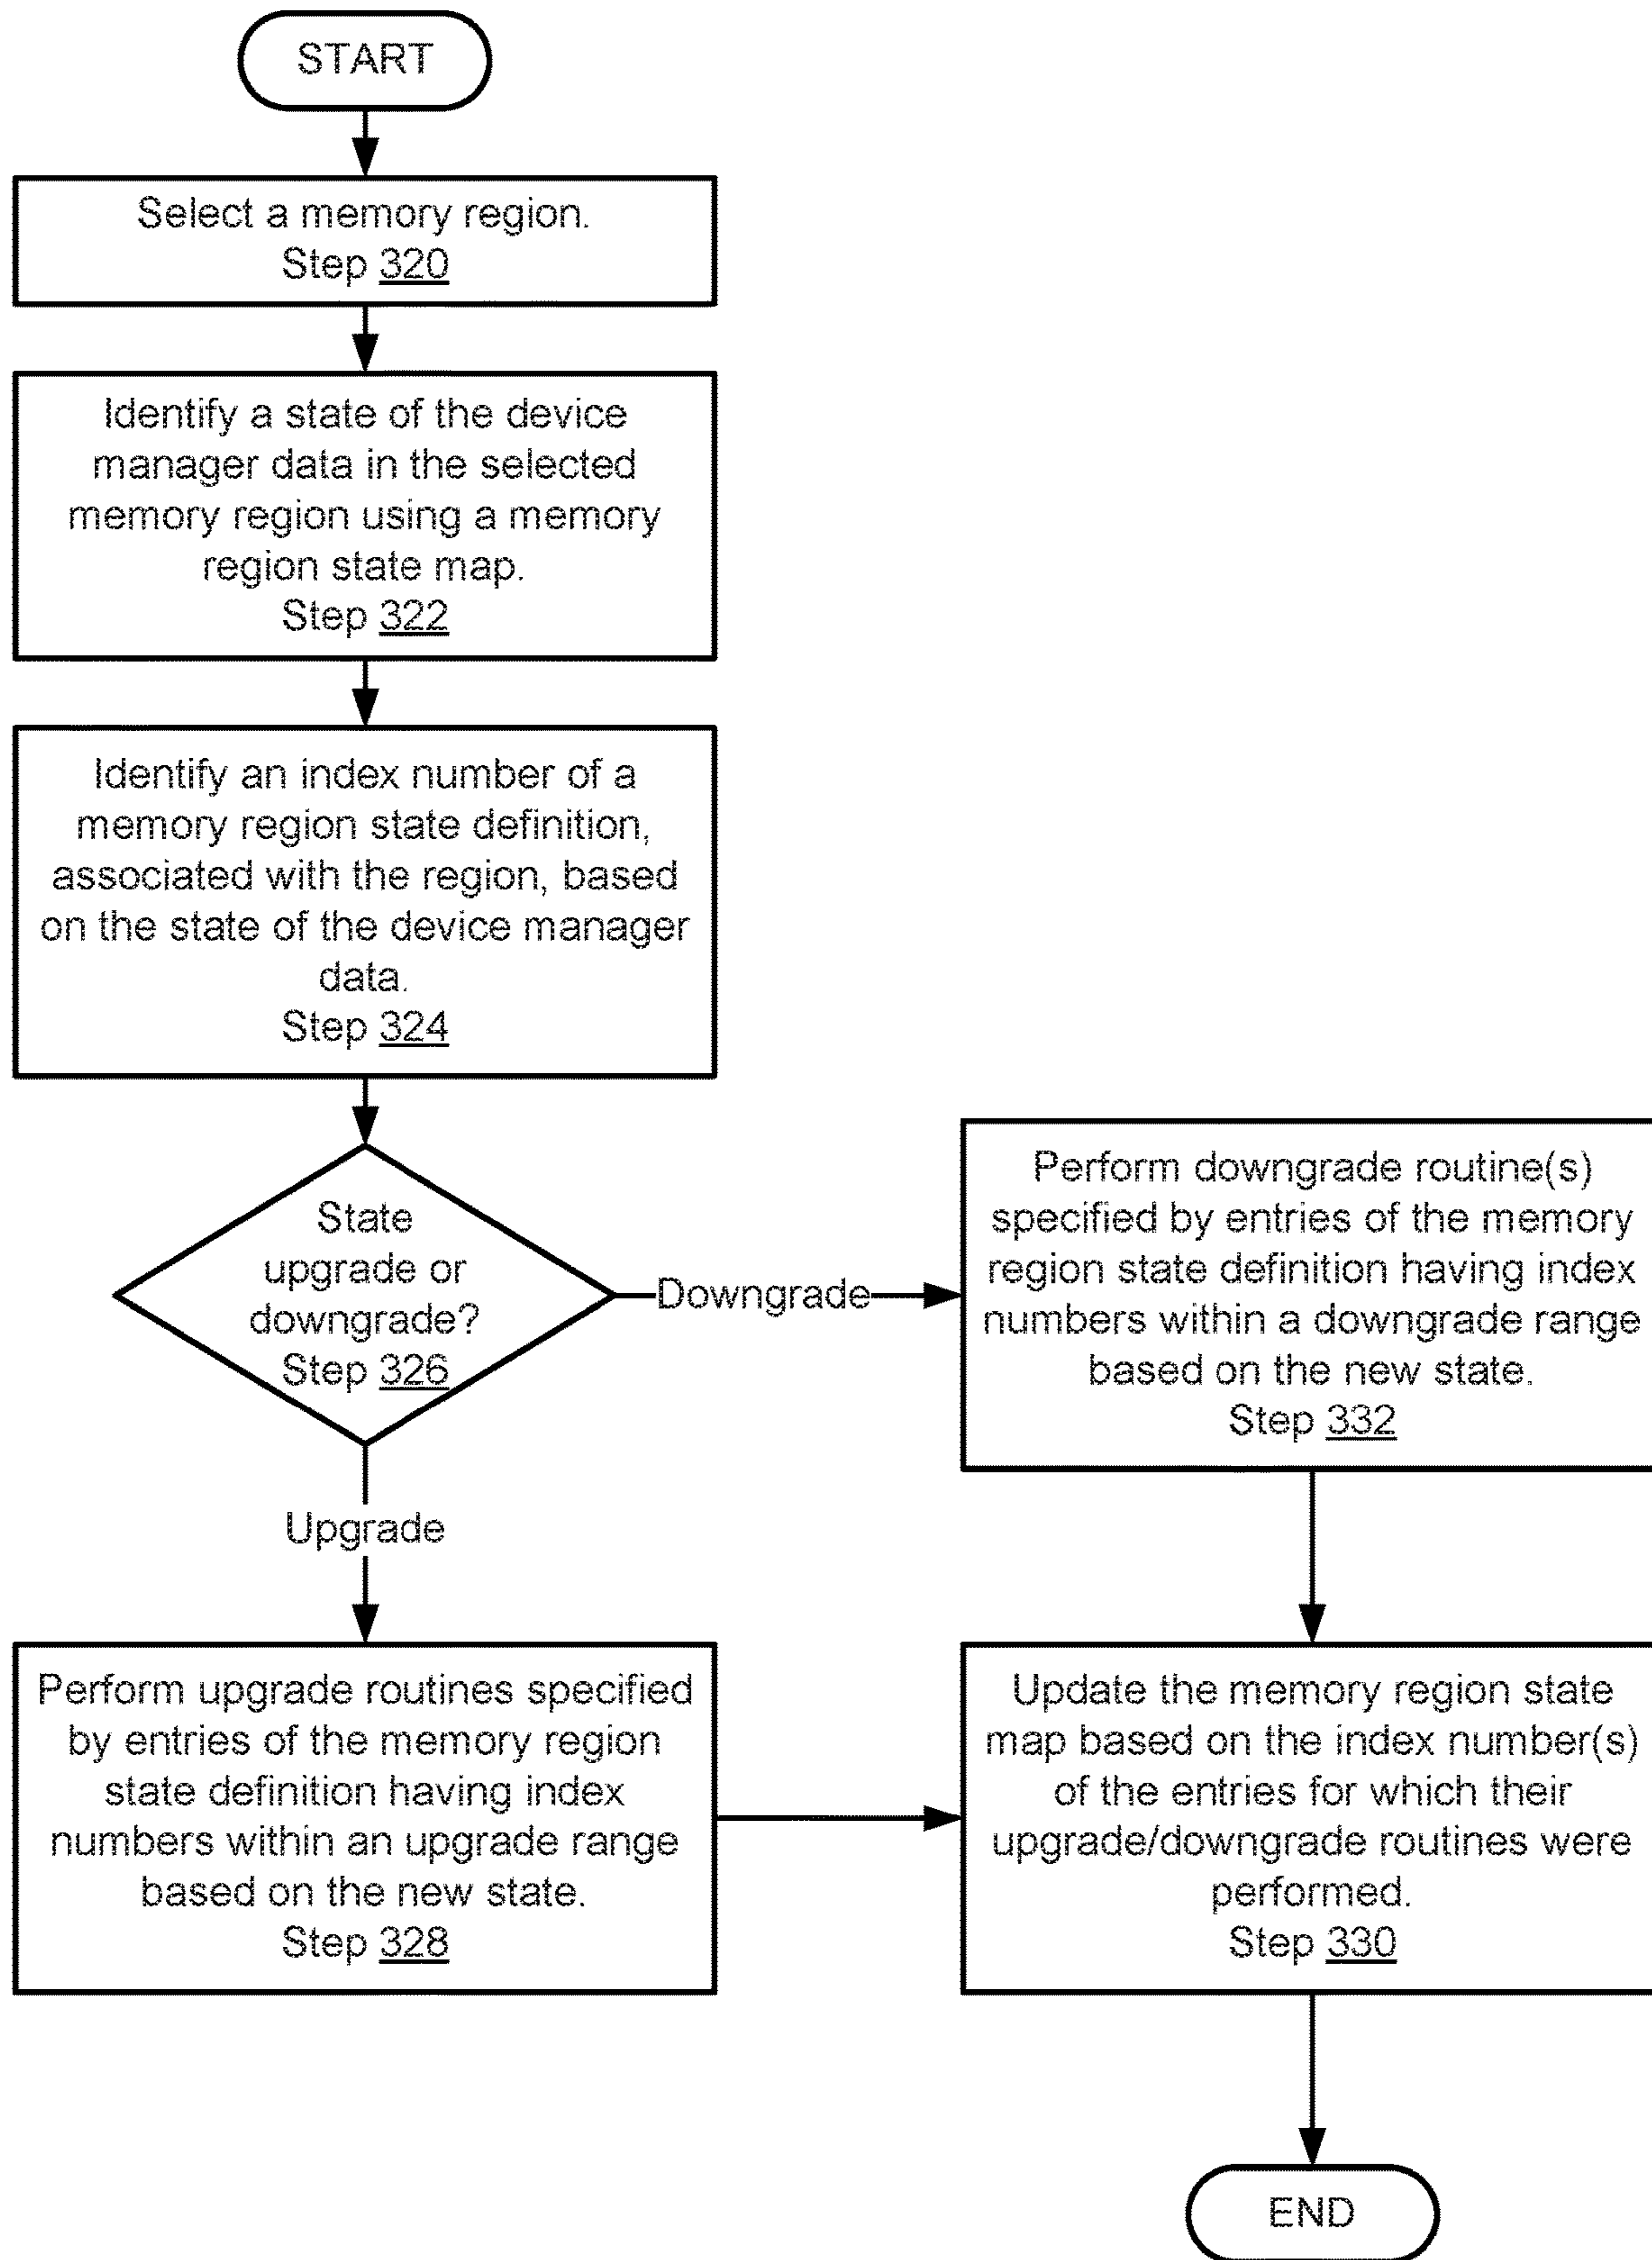 START
Select a memory region.
Step 320
Identify a state of the device
manager data in the selected
memory region using a memory
region state map.
Step 322
Identify an index number of a
memory region state definition,
associated with the region, based
on the state of the device manager
data.
Step 324
State
upgrade or
downgrade?
Step 326
Downgrade
Perform downgrade routine(s)
specified by entries of the memory
region state definition having index
numbers within a downgrade range
based on the new state.
Step 332
Upgrade
Perform upgrade routines specified
by entries of the memory region
state definition having index
numbers within an upgrade range
based on the new state.
Step 328
Update the memory region state
map based on the index number(s)
of the entries for which their
upgrade/downgrade routines were
performed.
Step 330
END